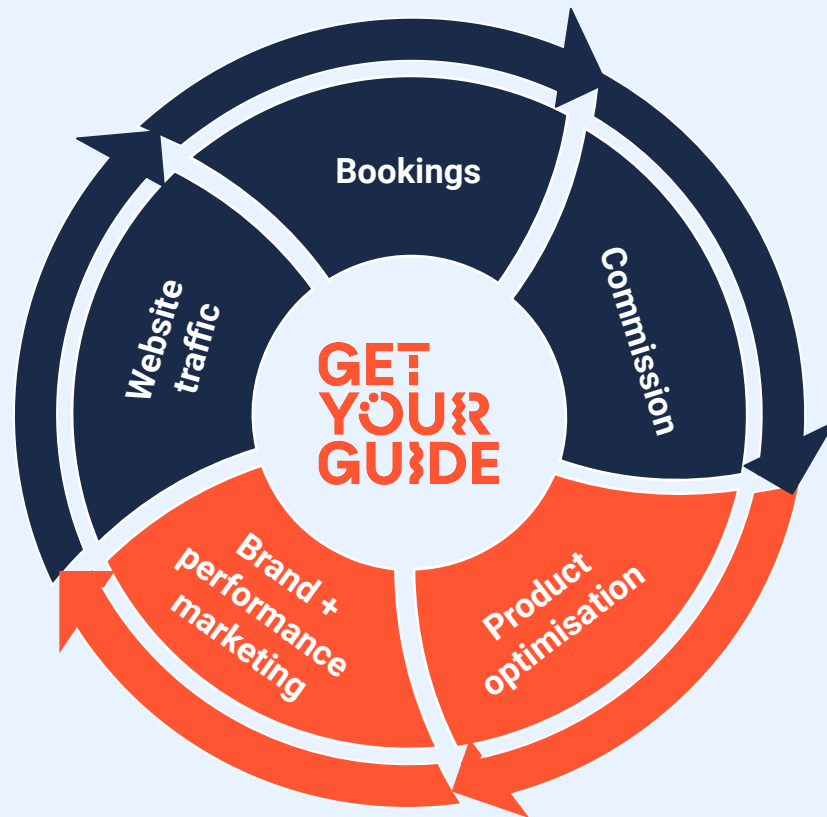 Bookings
Commission
Product
optimisation
Brand +
performance
marketing
Website
traffic
GET
YOUR
GUIDE